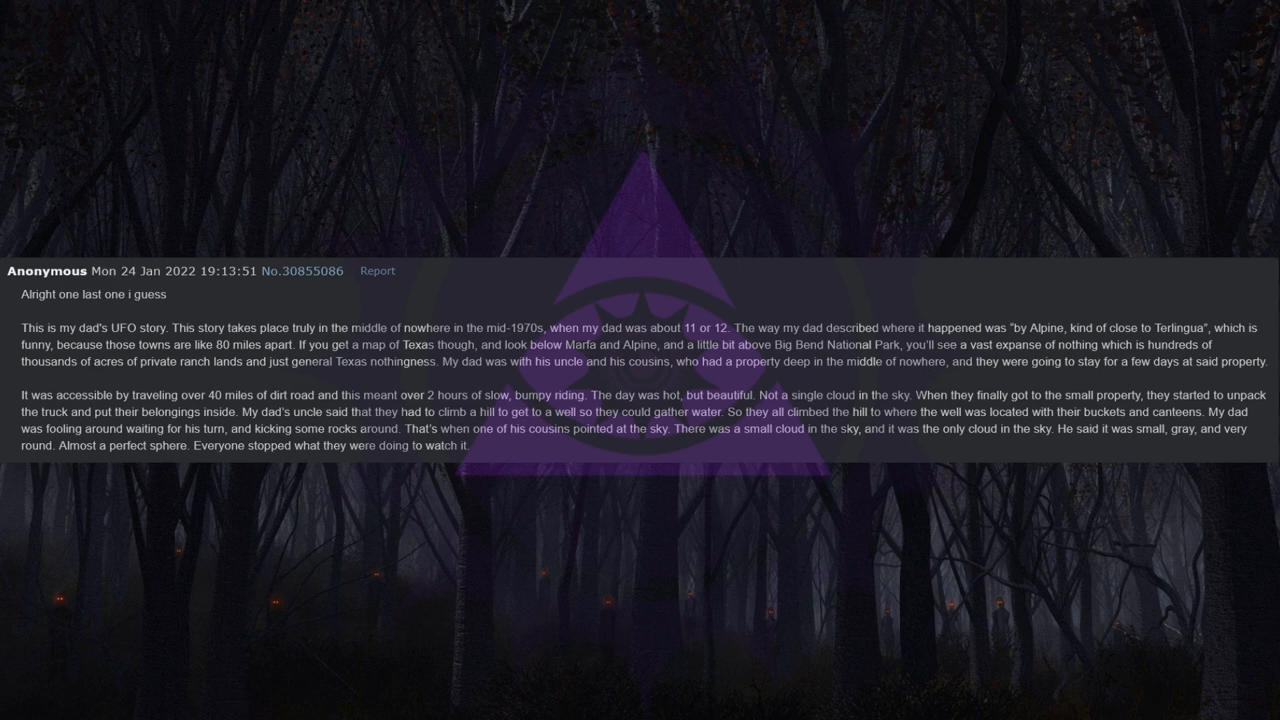 Anonymous Mon 24 Jan 2022 19:13:51 No.30855086 Report
Alright one last one i guess
This is my dad's UFO story. This story takes place truly in the middle of nowhere in the mid-1970s, when my dad was about 11 or 12. The way my dad described where it happened was "by Alpine, kind of close to Terlingua", which is
funny, because those towns are like 80 miles apart. If you get a map of Texas though, and look below Marfa and Alpine, and a little bit above Big Bend National Park, you'll see a vast expanse of nothing which is hundreds of
thousands of acres of private ranch lands and just general Texas nothingness. My dad was with his uncle and his cousins, who had a property deep in the middle of nowhere, and they were going to stay for a few days at said property.
It was accessible by traveling over 40 miles of dirt road and this meant over 2 hours of slow, bumpy riding. The day was hot, but beautiful. Not a single cloud in the sky. When they finally got to the small property, they started to unpack
the truck and put their belongings inside. My dad's uncle said that they had to climb a hill to get to a well so they could gather water. So they all climbed the hill to where the well was located with their buckets and canteens. My dad
was fooling around waiting for his turn, and kicking some rocks around. That's when one of his cousins pointed at the sky. There was a small cloud in the sky, and it was the only cloud in the sky. He said it was small, gray, and very
round. Almost a perfect sphere. Everyone stopped what they were doing to watch it.